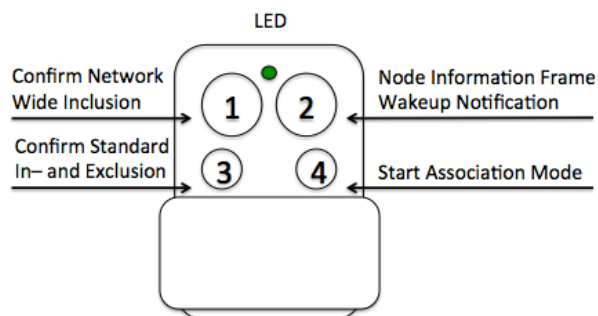 LED
Confirm Network
Wide Inclusion
1
2
Node Information Frame
Wakeup Notification
Confirm Standard
In– and Exclusion
3
4
Start Association Mode